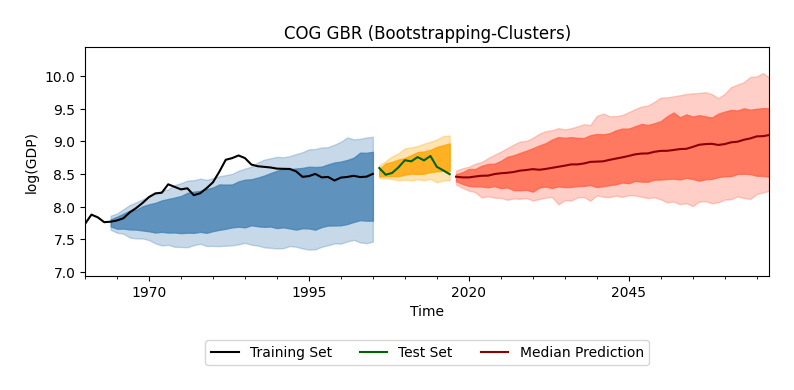 COG GBR (Bootstrapping-Clusters)
log(GDP)
10.0
9.5
9.0
8.5
8.0
7.5
7.0
1970 1995 2020 2045
Time
Training Set Test Set Median Prediction